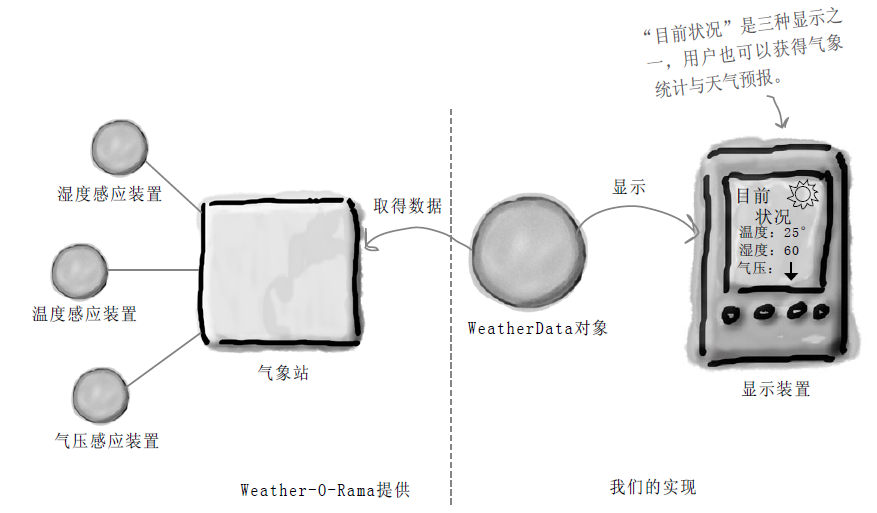 “目前状况”是三种显示之
一，用户也可以获得气象
统计与天气预报。
湿度感应装置
温度感应装置
气压感应装置
气象站
取得数据
WeatherData对象
显示
目前
状况
温度：25°
湿度：60
气压：
显示装置
Weather-O-Rama提供
我们的实现